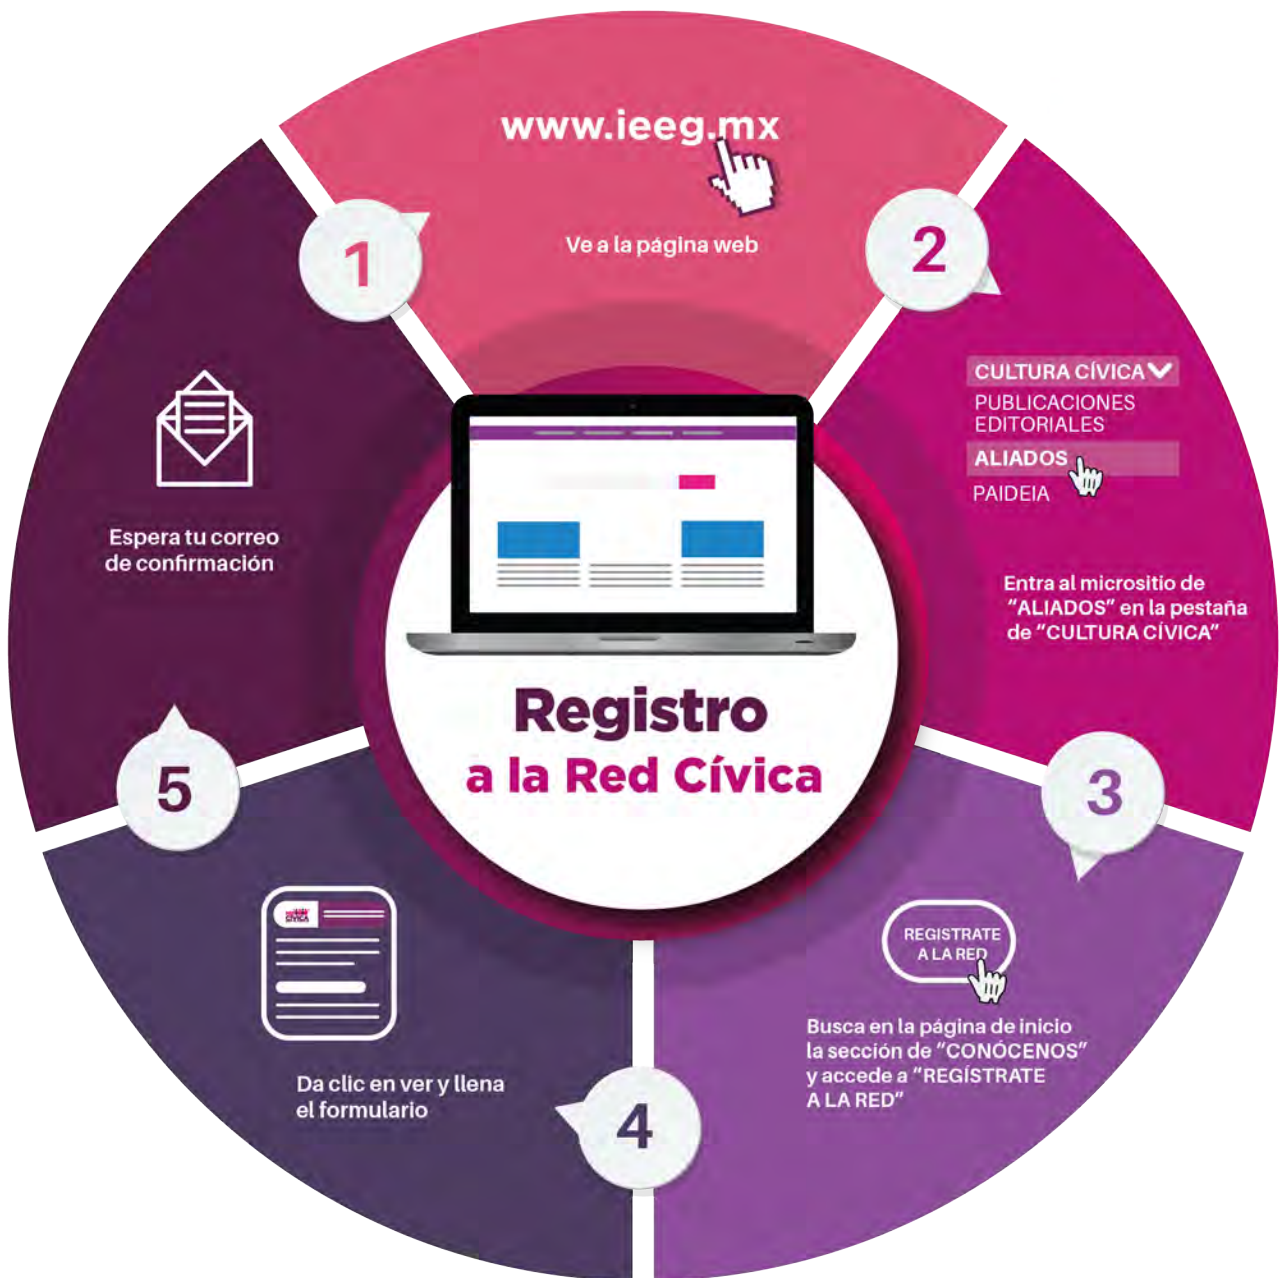 1
www.ieeg.mx
Ve a la página web
2
CULTURA CÍVICA
PUBLICACIONES
EDITORIALES
ALIADOS
PAIDEIA
Entra al micrositio de
"ALIADOS" en la pestaña
de "CULTURA CÍVICA"
3
REGISTRATE
A LA RED
Busca en la página de inicio
la sección de "CONÓCENOS"
y accede a "REGÍSTRATE
A LA RED"
4
CÍVICA
Da clic en ver y llena
el formulario
5
Espera tu correo
de confirmación
Registro
a la Red Cívica